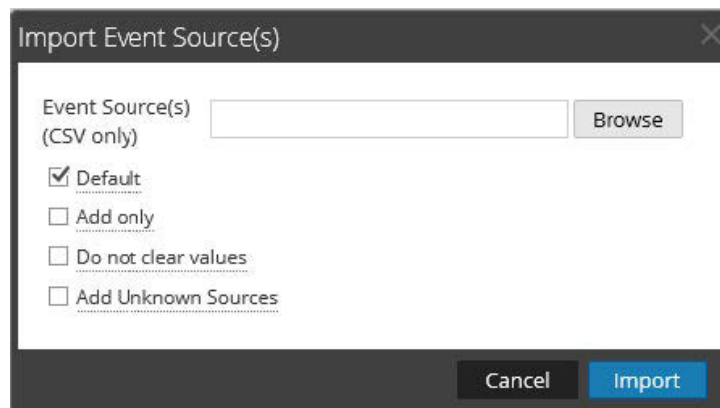 Import Event Source(s)
Event Source(s)
(CSV only)
Browse
Default
Add only
Do not clear values
Add Unknown Sources
Cancel Import